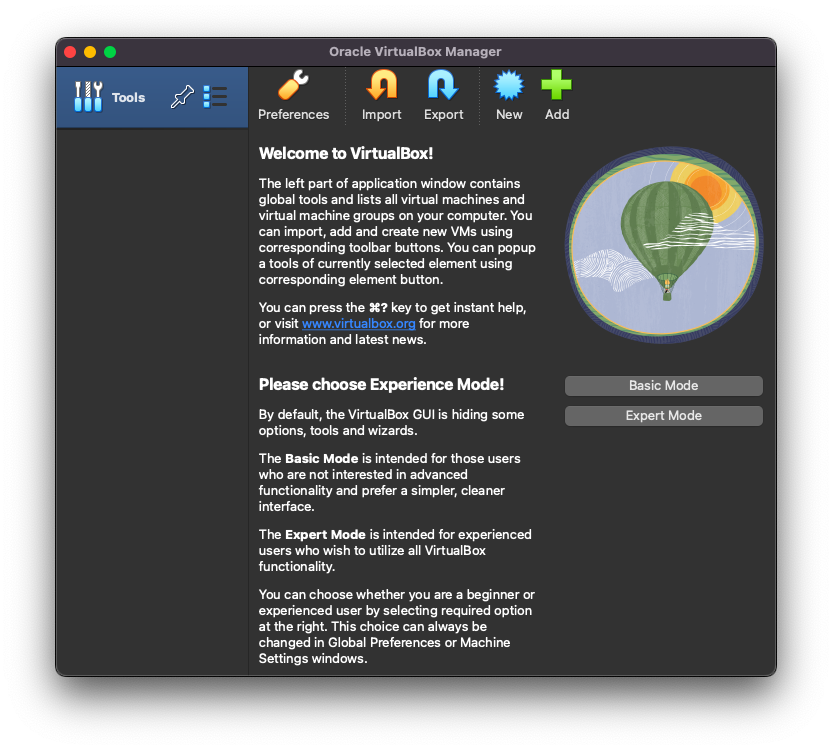 Oracle VirtualBox Manager
Tools
Preferences
Import
Export
New
Add
Welcome to VirtualBox!
The left part of application window contains
global tools and lists all virtual machines and
virtual machine groups on your computer. You
can import, add and create new VMs using
corresponding toolbar buttons. You can popup
a tools of currently selected element using
corresponding element button.
You can press the ⌘? key to get instant help,
or visit www.virtualbox.org for more
information and latest news.
Please choose Experience Mode!
By default, the VirtualBox GUI is hiding some
options, tools and wizards.
The Basic Mode is intended for those users
who are not interested in advanced
functionality and prefer a simpler, cleaner
interface.
The Expert Mode is intended for experienced
users who wish to utilize all VirtualBox
functionality.
You can choose whether you are a beginner or
experienced user by selecting required option
at the right. This choice can always be
changed in Global Preferences or Machine
Settings windows.
Basic Mode
Expert Mode